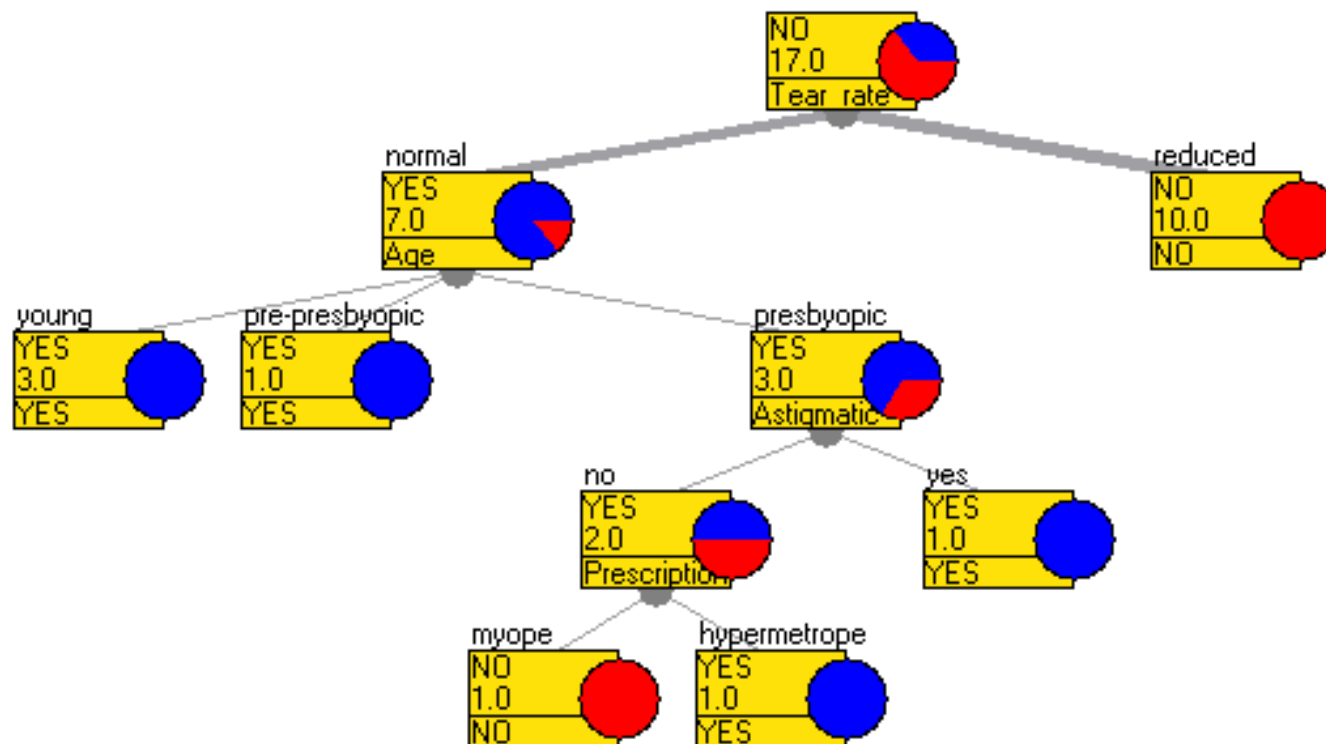 NO
17.0
Tear rate
normal
reduced
YES
7.0
Age
NO
10.0
NO
young
pre-presbyopic
presbyopic
YES
3.0
YES
YES
1.0
YES
YES
3.0
Astigmatic
no
yes
YES
2.0
Prescription
YES
1.0
YES
myope
hypermetrope
NO
1.0
NO
YES
1.0
YES